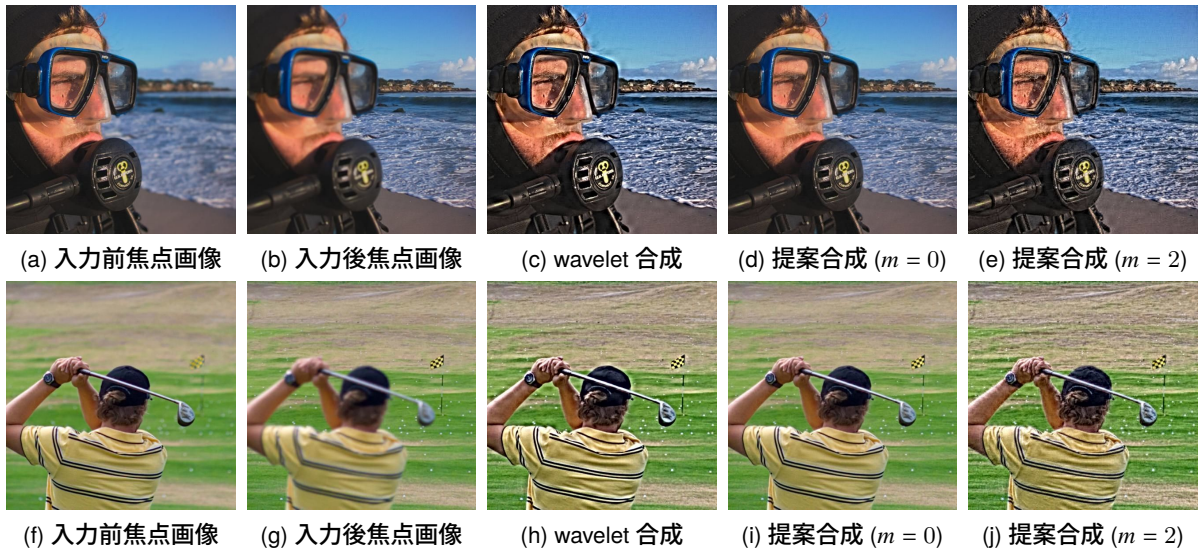 (a) 入力前焦点画像
(b) 入力後焦点画像
(c) wavelet 合成
(d) 提案合成 (m = 0)
(e) 提案合成 (m = 2)
(f) 入力前焦点画像
(g) 入力後焦点画像
(h) wavelet 合成
(i) 提案合成 (m = 0)
(j) 提案合成 (m = 2)